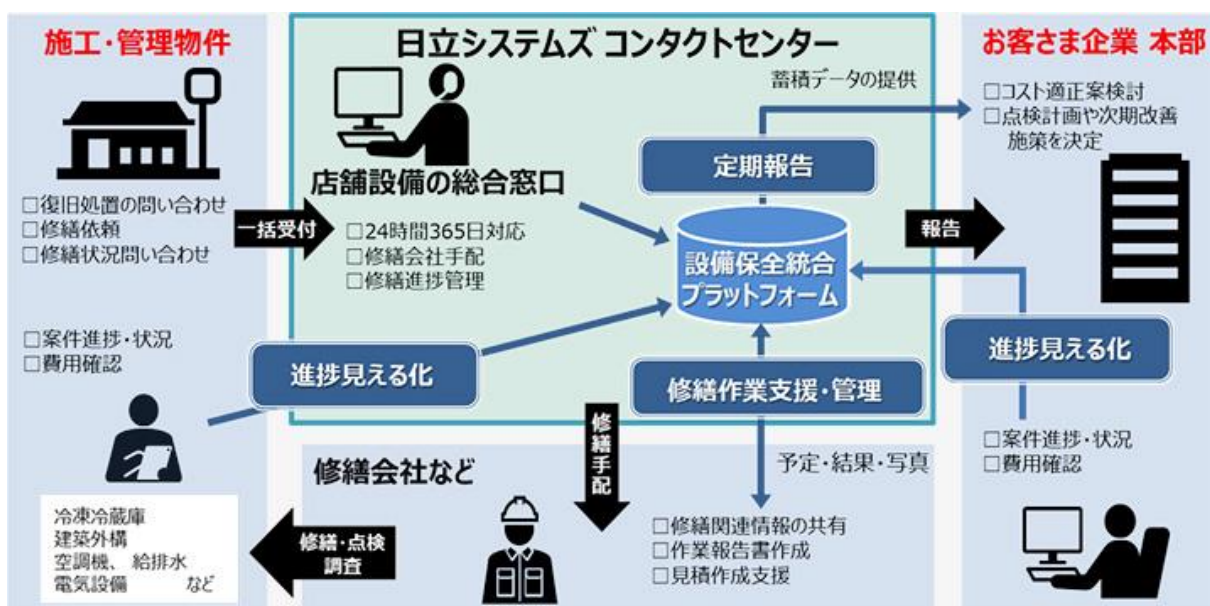 施工・管理物件
□復旧処置の問い合わせ
□修繕依頼
□修繕状況問い合わせ
一括受付
□案件進捗・状況
□費用確認
冷凍冷蔵庫
建築外構
空調機、 給排水
電気設備 など
日立システムズ コンタクトセンター
店舗設備の総合窓口
□24時間365日対応
□修繕会社手配
□修繕進捗管理
蓄積データの提供
定期報告
設備保全統合
プラットフォーム
進捗見える化
修繕作業支援・管理
報告
お客さま企業 本部
□コスト適正案検討
□点検計画や次期改善
施策を決定
進捗見える化
□案件進捗・状況
□費用確認
修繕手配
修繕会社など
予定・結果・写真
□修繕関連情報の共有
□作業報告書作成
□見積作成支援
修繕・点検
調査